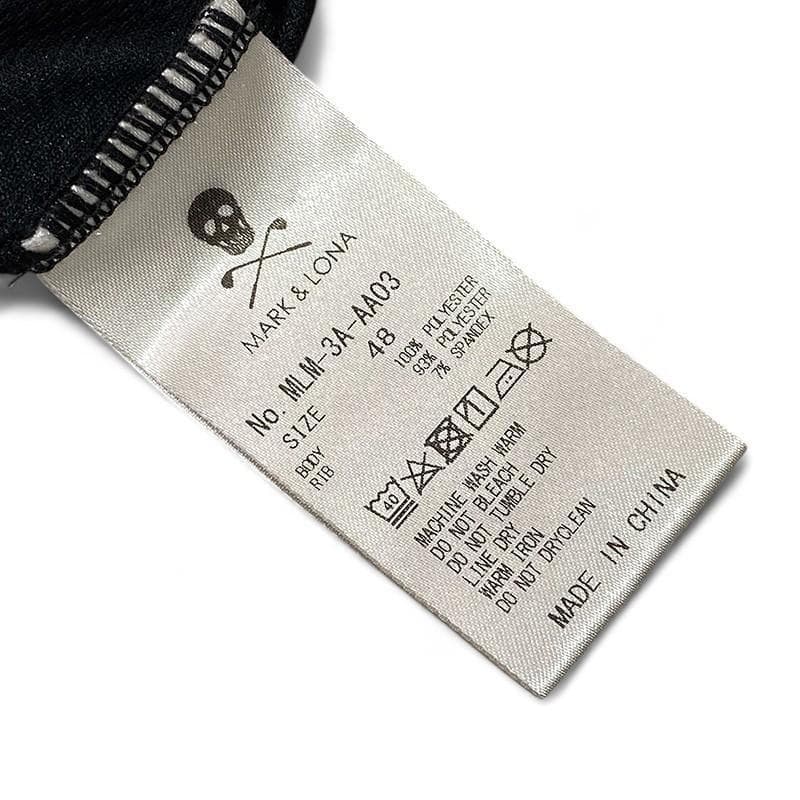 MARK & LONA
No. MLM-3A-AA03
SIZE 48
BODY 100% POLYESTER
RIB 93% POLYESTER
7% SPANDEX
40
MACHINE WASH WARM
DO NOT BLEACH
DO NOT TUMBLE DRY
LINE DRY
WARM IRON
DO NOT DRYCLEAN
MADE IN CHINA